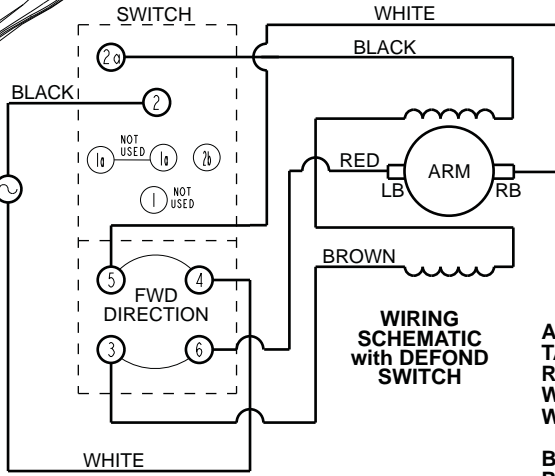 SWITCH
WHITE
2a
BLACK
BLACK
2
NOT
USED
1a
1a
2b
RED
ARM
LB
RB
1
NOT
USED
5
4
BROWN
FWD
DIRECTION
3
6
WIRING
SCHEMATIC
with DEFOND
SWITCH
A
TA
R
W
W
B
WHITE